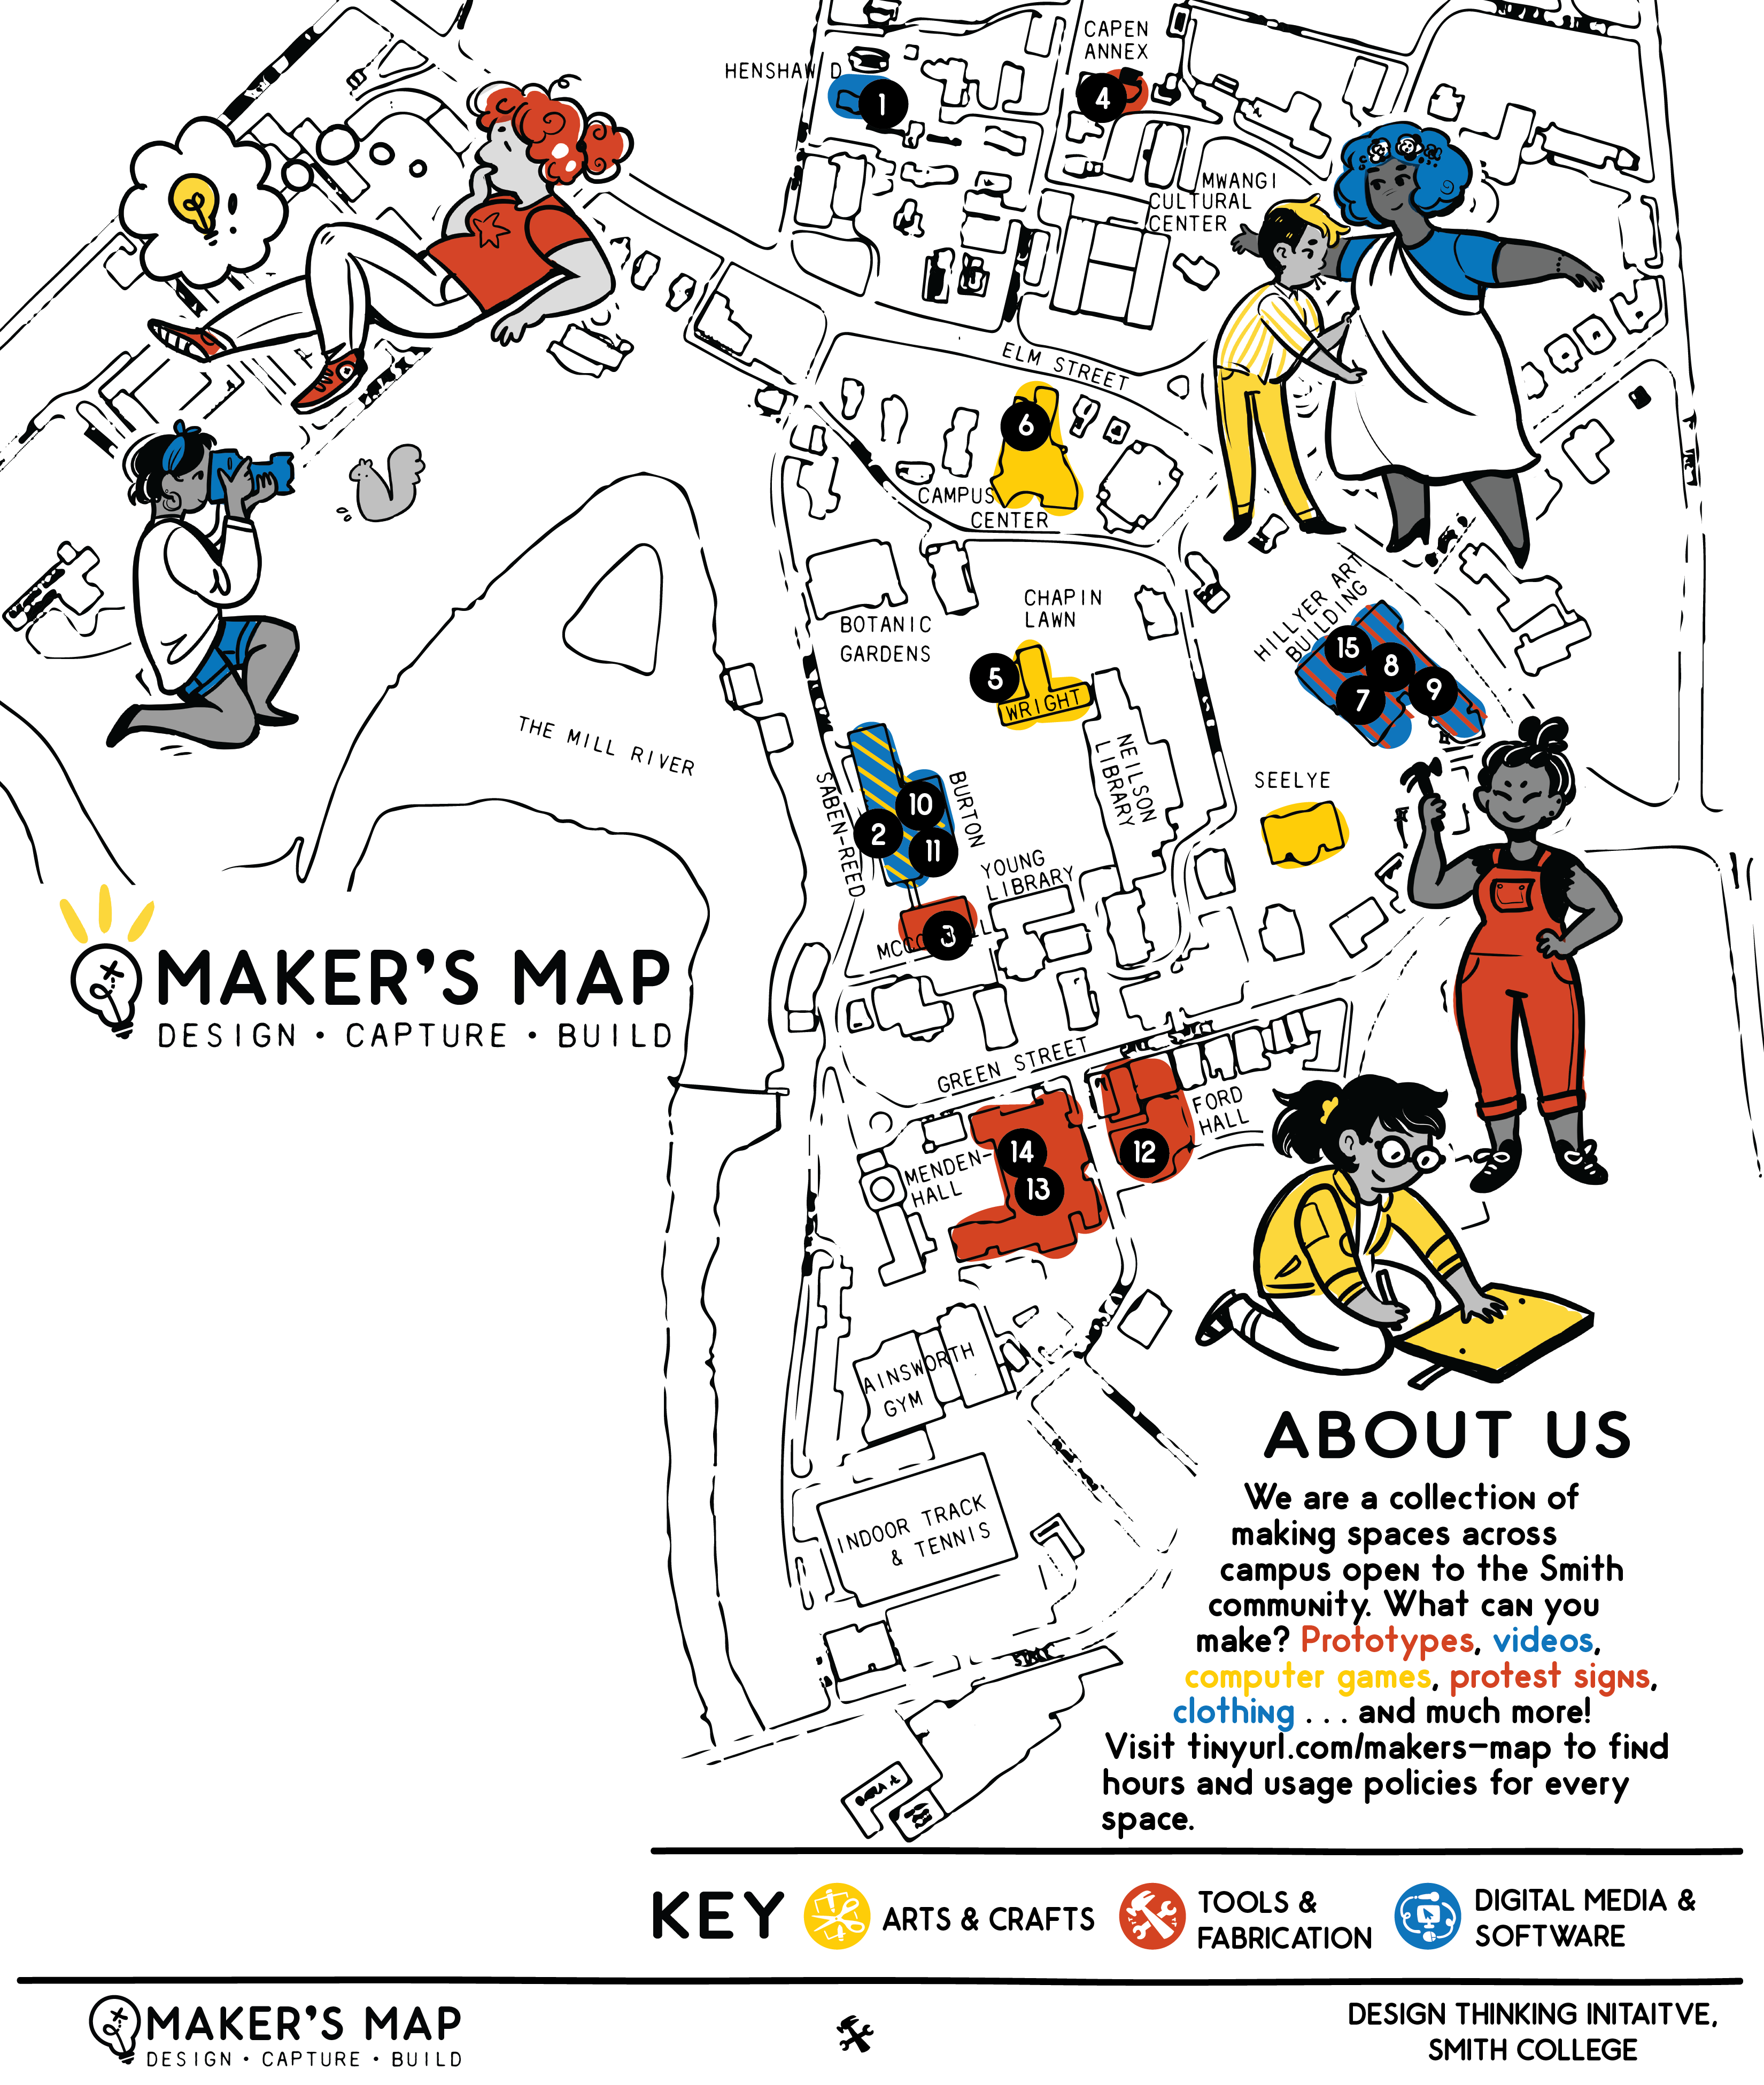 HENSHAW D
1
CAPEN
ANNEX
4
MWANGI
CULTURAL
CENTER
ELM STREET
6
CAMPUS
CENTER
CHAPIN
LAWN
BOTANIC
GARDENS
5
WRIGHT
HILLYER ART
BUILDING
15
8
7
9
THE MILL RIVER
NEILSON
LIBRARY
SEELYE
SABEN-REED
BURTON
10
2
11
YOUNG
LIBRARY
3
MAKER'S MAP
DESIGN • CAPTURE • BUILD
GREEN STREET
FORD
HALL
12
14
13
MENDEN-
HALL
AINSWORTH
GYM
INDOOR TRACK
& TENNIS
ABOUT US
We are a collection of
making spaces across
campus open to the Smith
community. What can you
make? Prototypes, videos,
computer games, protest signs,
clothing . . . and much more!
Visit tinyurl.com/makers-map to find
hours and usage policies for every
space.
KEY
ARTS & CRAFTS
TOOLS &
FABRICATION
DIGITAL MEDIA &
SOFTWARE
MAKER'S MAP
DESIGN • CAPTURE • BUILD
DESIGN THINKING INITAITVE,
SMITH COLLEGE